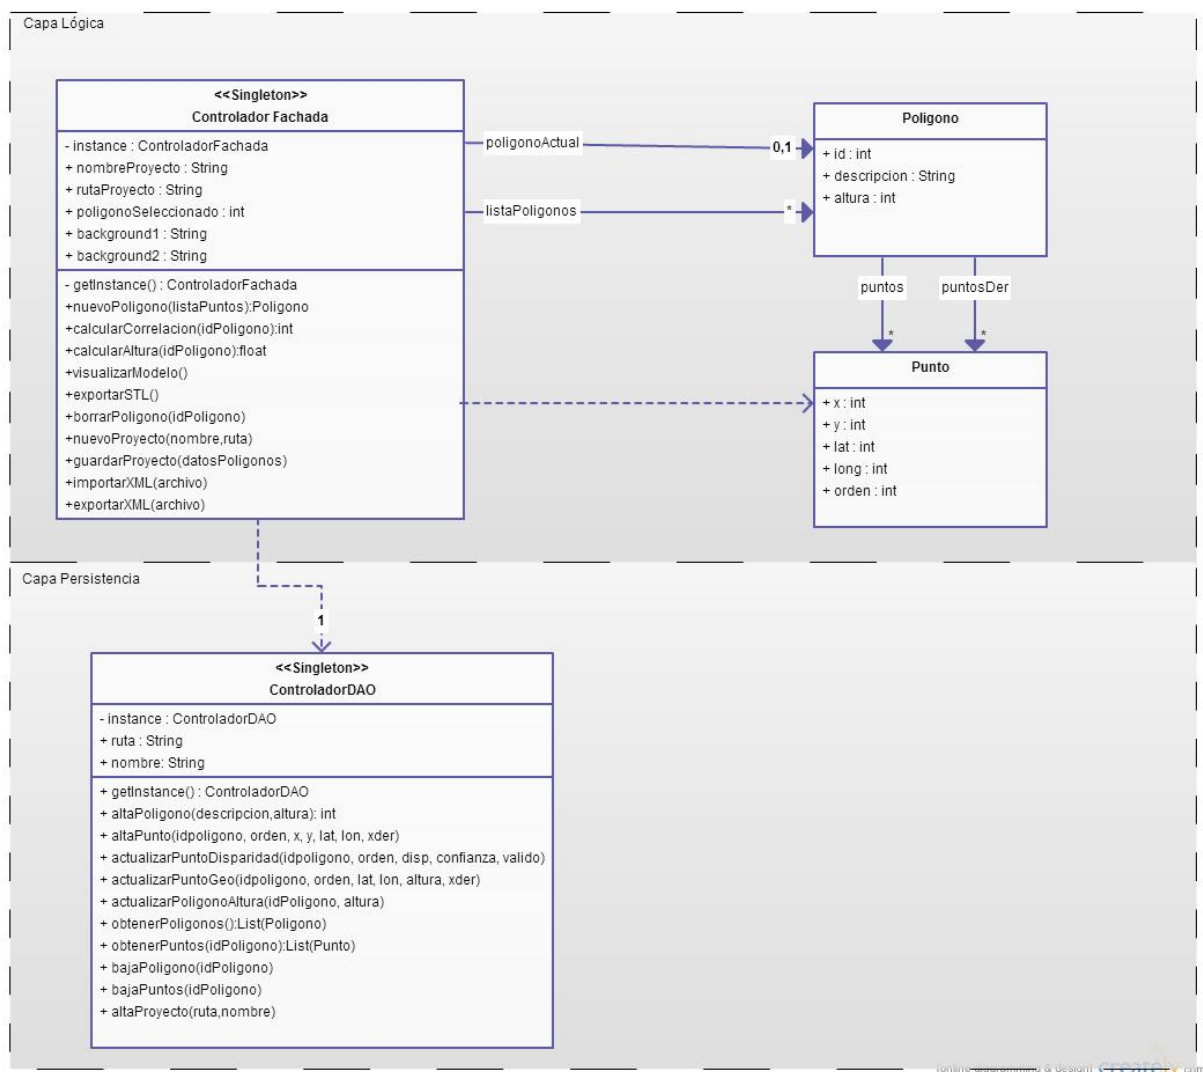 Capa Lógica
<<Singleton>>
Controlador Fachada
- instance : ControladorFachada
+ nombreProyecto : String
+ rutaProyecto : String
+ poligonoSeleccionado : int
+ background1 : String
+ background2 : String
- getInstance() : ControladorFachada
+nuevoPoligono(listaPuntos):Poligono
+calcularCorrelacion(idPoligono):int
+calcularAltura(idPoligono):float
+visualizarModelo()
+exportarSTL()
+borrarPoligono(idPoligono)
+nuevoProyecto(nombre,ruta)
+guardarProyecto(datosPoligonos)
+importarXML(archivo)
+exportarXML(archivo)
poligonoActual
0,1
listaPoligonos
*
Poligono
+ id : int
+ descripcion : String
+ altura : int
puntos
puntosDer
*
*
Punto
+ x : int
+ y : int
+ lat : int
+ long : int
+ orden : int
Capa Persistencia
1
<<Singleton>>
ControladorDAO
- instance : ControladorDAO
+ ruta : String
+ nombre: String
+ getInstance() : ControladorDAO
+ altaPoligono(descripcion,altura): int
+ altaPunto(idpoligono, orden, x, y, lat, lon, xder)
+ actualizarPuntoDisparidad(idpoligono, orden, disp, confianza, valido)
+ actualizarPuntoGeo(idpoligono, orden, lat, lon, altura, xder)
+ actualizarPoligonoAltura(idPoligono, altura)
+ obtenerPoligonos():List(Poligono)
+ obtenerPuntos(idPoligono):List(Punto)
+ bajaPoligono(idPoligono)
+ bajaPuntos(idPoligono)
+ altaProyecto(ruta,nombre)
creately